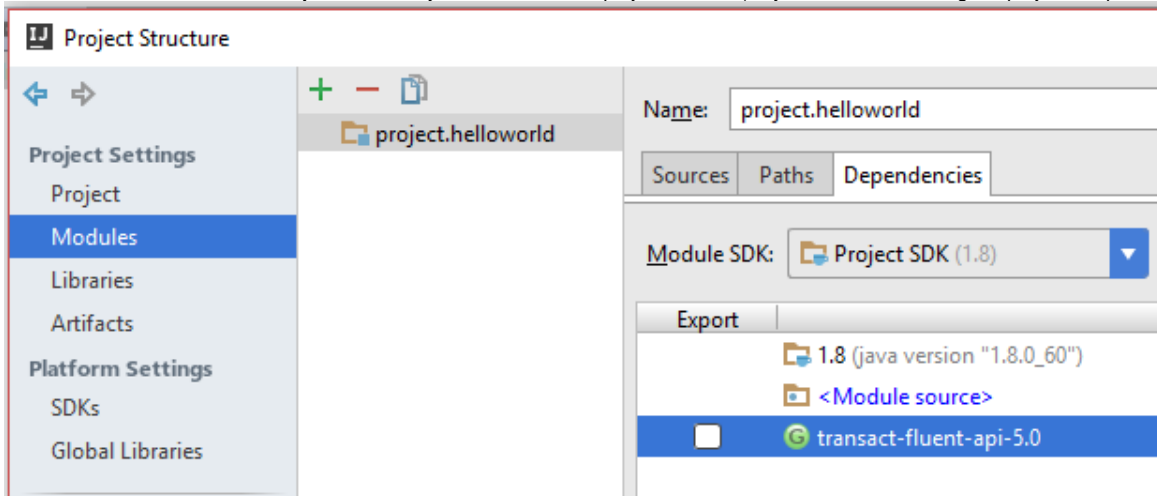 Project Structure
project.helloworld
Name: project.helloworld
Project Settings
Project
Modules
Libraries
Artifacts
Platform Settings
SDKs
Global Libraries
Sources Paths Dependencies
Module SDK: Project SDK (1.8)
Export
1.8 (java version "1.8.0_60")
<Module source>
transact-fluent-api-5.0